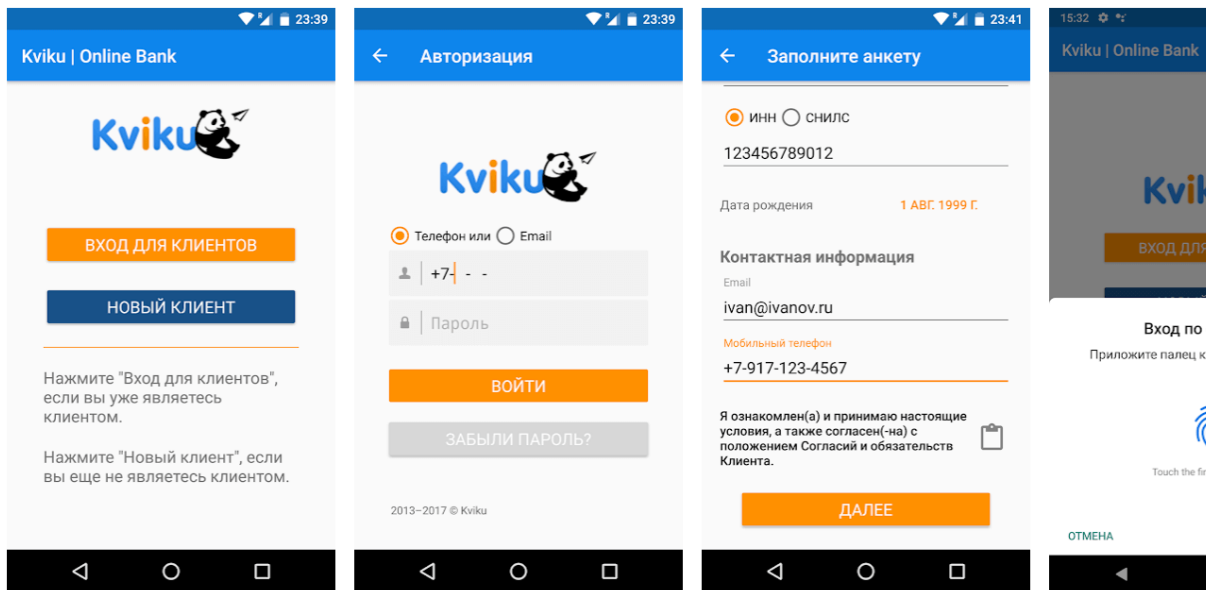 23:39
Kviku | Online Bank
Kviku
ВХОД ДЛЯ КЛИЕНТОВ
НОВЫЙ КЛИЕНТ
Нажмите "Вход для клиентов",
если вы уже являетесь
клиентом.
Нажмите "Новый клиент", если
вы еще не являетесь клиентом.
23:39
Авторизация
Kviku
Телефон или Email
+7- - -
Пароль
ВОЙТИ
ЗАБЫЛИ ПАРОЛЬ?
2013–2017 © Kviku
23:41
Заполните анкету
ИНН СНИЛС
123456789012
Дата рождения 1 АВГ. 1999 Г.
Контактная информация
Email
ivan@ivanov.ru
Мобильный телефон
+7-917-123-4567
Я ознакомлен(а) и принимаю настоящие
условия, а также согласен(-на) с
положением Согласий и обязательств
Клиента.
ДАЛЕЕ
15:32
Kviku | Online Bank
ВХОД ДЛЯ
Вход по
Приложите палец к
Touch the
ОТМЕНА